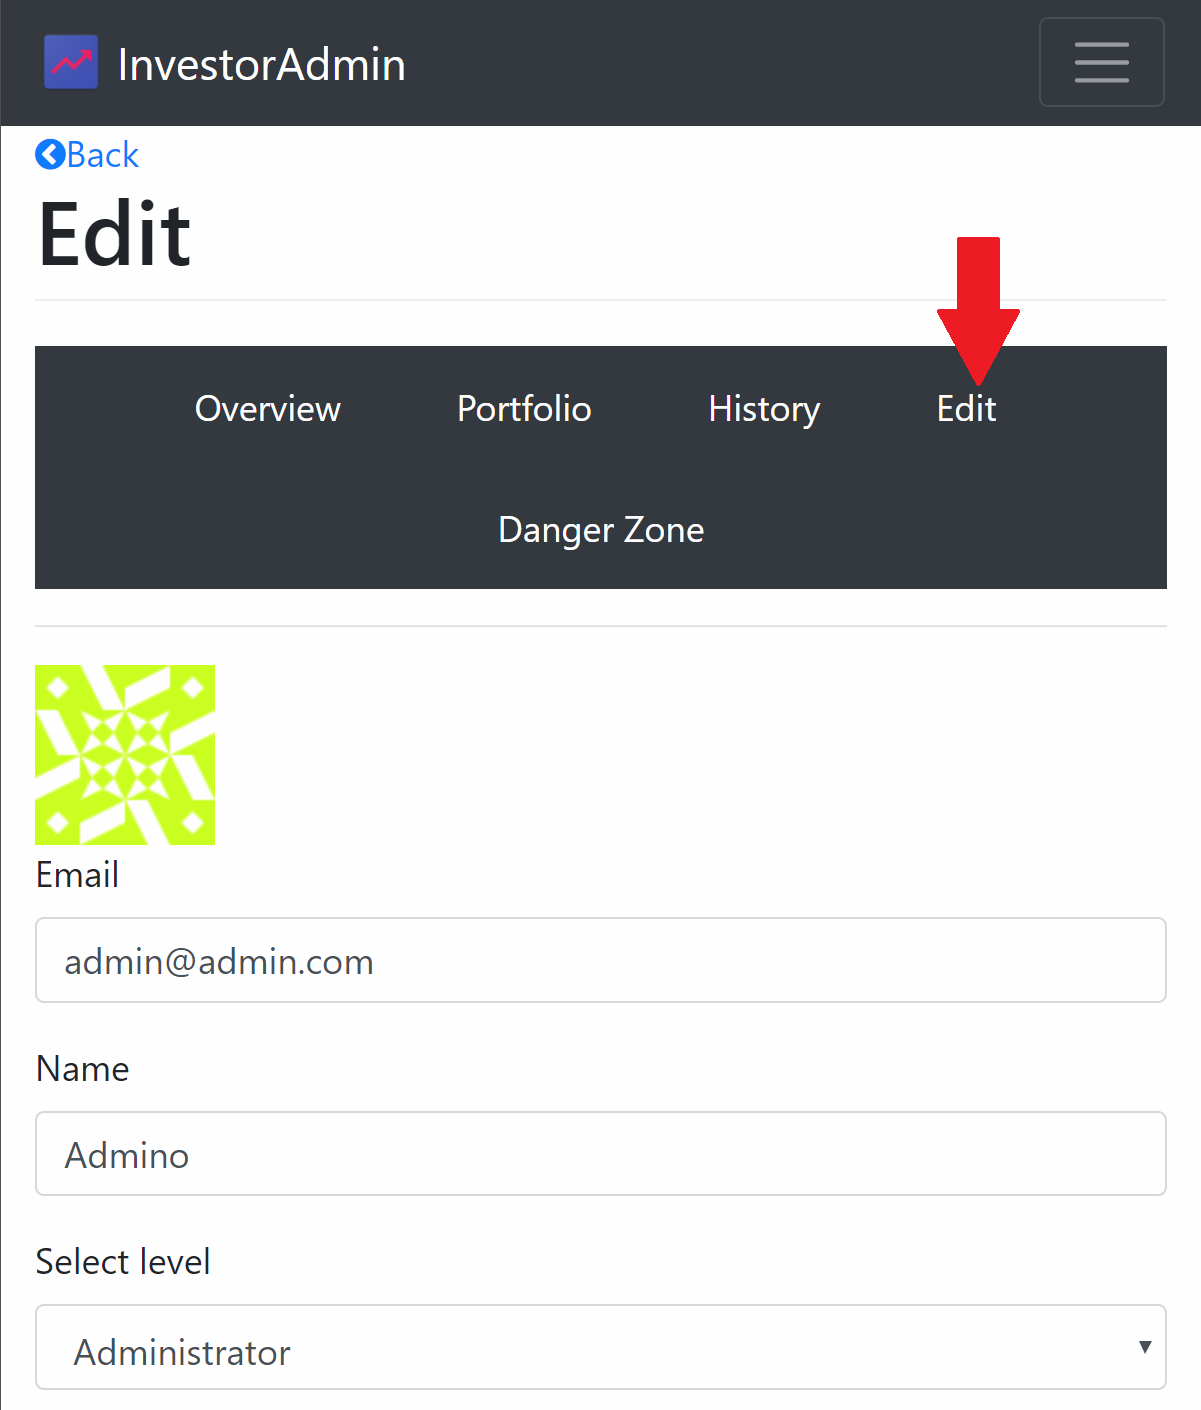 InvestorAdmin
Back
Edit
Overview Portfolio History Edit
Danger Zone
Email
admin@admin.com
Name
Admino
Select level
Administrator